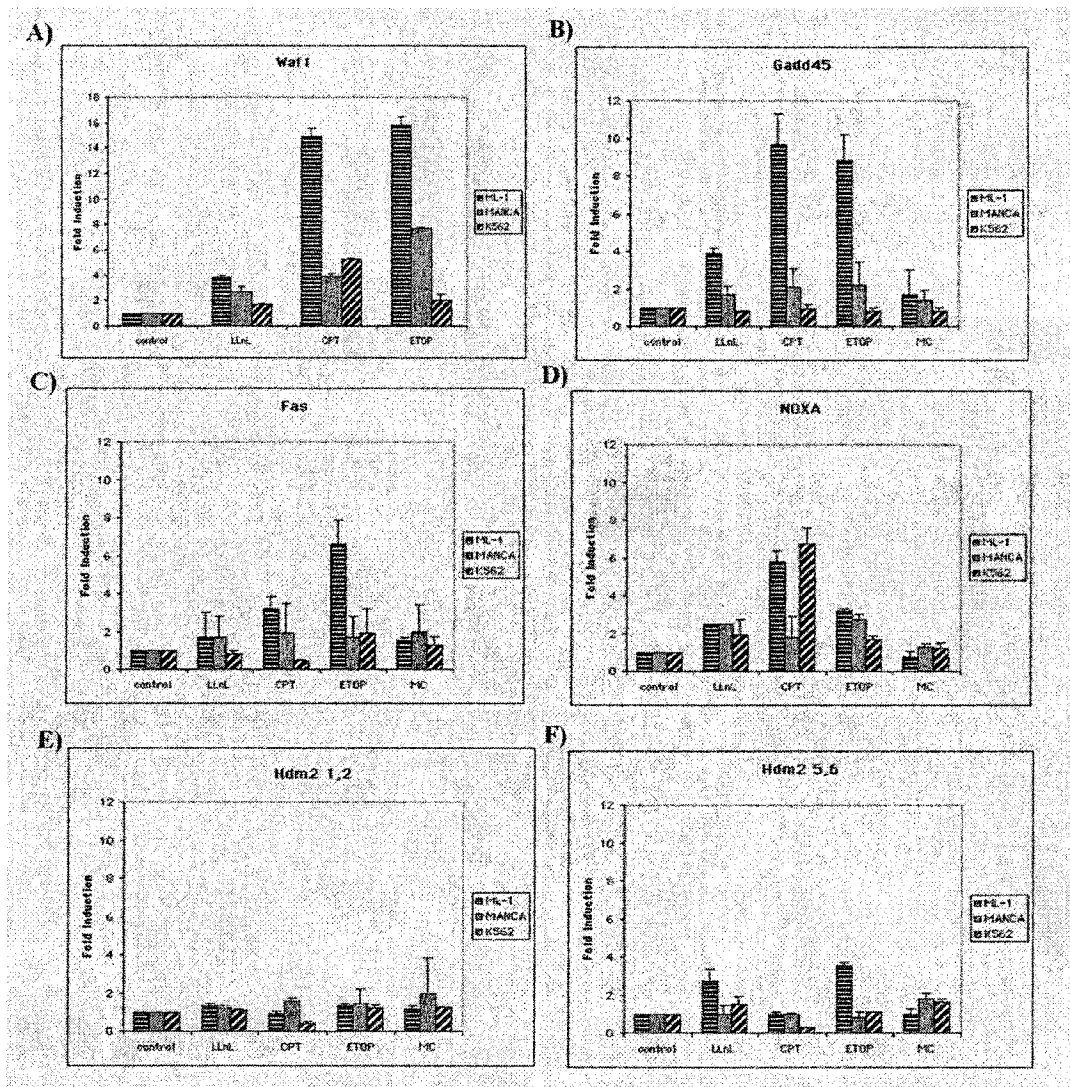 A)
Waf1
Fold Induction
18
16
14
12
10
8
6
4
2
0
control LLnL CPT ETOP
ML-1
MANCA
K562
B)
Gadd45
Fold Induction
12
10
8
6
4
2
0
control LLnL CPT ETOP MC
ML-1
MANCA
K562
C)
Fas
Fold Induction
12
10
8
6
4
2
0
control LLnL CPT ETOP MC
ML-1
MANCA
K562
D)
NOXA
Fold Induction
12
10
8
6
4
2
0
control LLnL CPT ETOP MC
ML-1
MANCA
K562
E)
Hdm2 1,2
Fold Induction
12
10
8
6
4
2
0
control LLnL CPT ETOP MC
ML-1
MANCA
K562
F)
Hdm2 5,6
Fold Induction
12
10
8
6
4
2
0
control LLnL CPT ETOP MC
ML-1
MANCA
K562